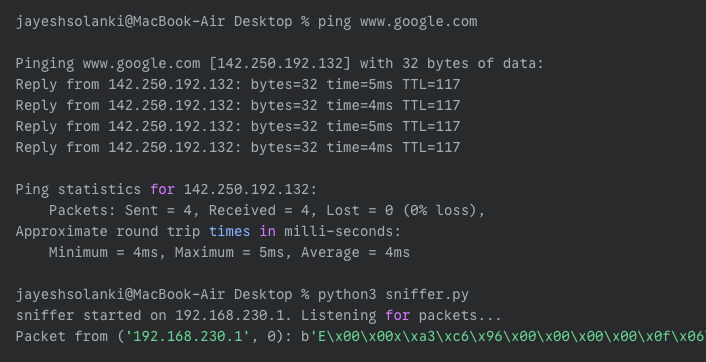 jayeshsolanki@MacBook-Air Desktop % ping www.google.com
Pinging www.google.com [142.250.192.132] with 32 bytes of data:
Reply from 142.250.192.132: bytes=32 time=5ms TTL=117
Reply from 142.250.192.132: bytes=32 time=4ms TTL=117
Reply from 142.250.192.132: bytes=32 time=5ms TTL=117
Reply from 142.250.192.132: bytes=32 time=4ms TTL=117
Ping statistics for 142.250.192.132:
Packets: Sent = 4, Received = 4, Lost = 0 (0% loss),
Approximate round trip times in milli-seconds:
Minimum = 4ms, Maximum = 5ms, Average = 4ms
jayeshsolanki@MacBook-Air Desktop % python3 sniffer.py
sniffer started on 192.168.230.1. Listening for packets...
Packet from ('192.168.230.1', 0): b'E\x00\x00x\xa3\xc6\x96\x00\x00\x00\x00\x0f\x06